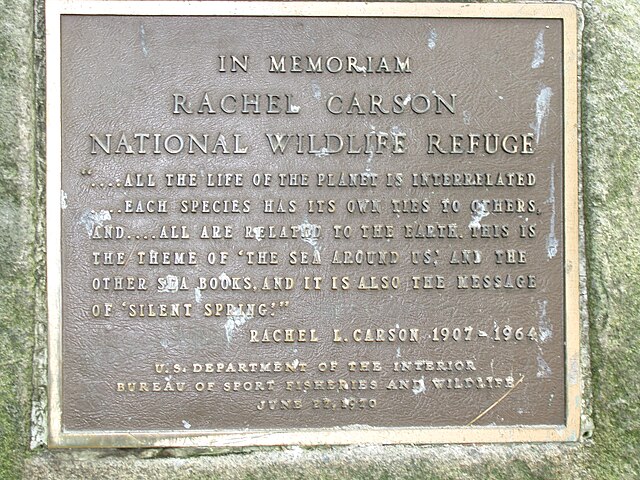 IN MEMORIAM
RACHEL CARSON
NATIONAL WILDLIFE REFUGE
"....ALL THE LIFE OF THE PLANET IS INTERRELATED
....EACH SPECIES HAS ITS OWN TIES TO OTHERS,
AND....ALL ARE RELATED TO THE EARTH. THIS IS
THE THEME OF 'THE SEA AROUND US,' AND THE
OTHER SEA BOOKS, AND IT IS ALSO THE MESSAGE
OF 'SILENT SPRING.'"
RACHEL L. CARSON 1907-1964
U.S. DEPARTMENT OF THE INTERIOR
BUREAU OF SPORT FISHERIES AND WILDLIFE
JUNE 27, 1970